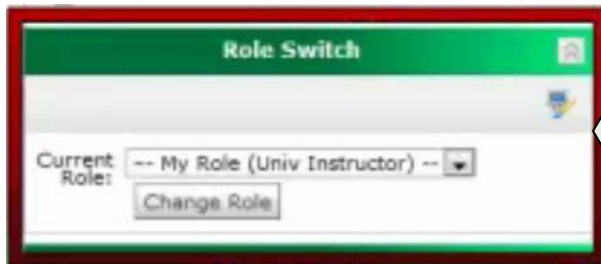 Role Switch
Current Role: -- My Role (Univ Instructor) --
Change Role